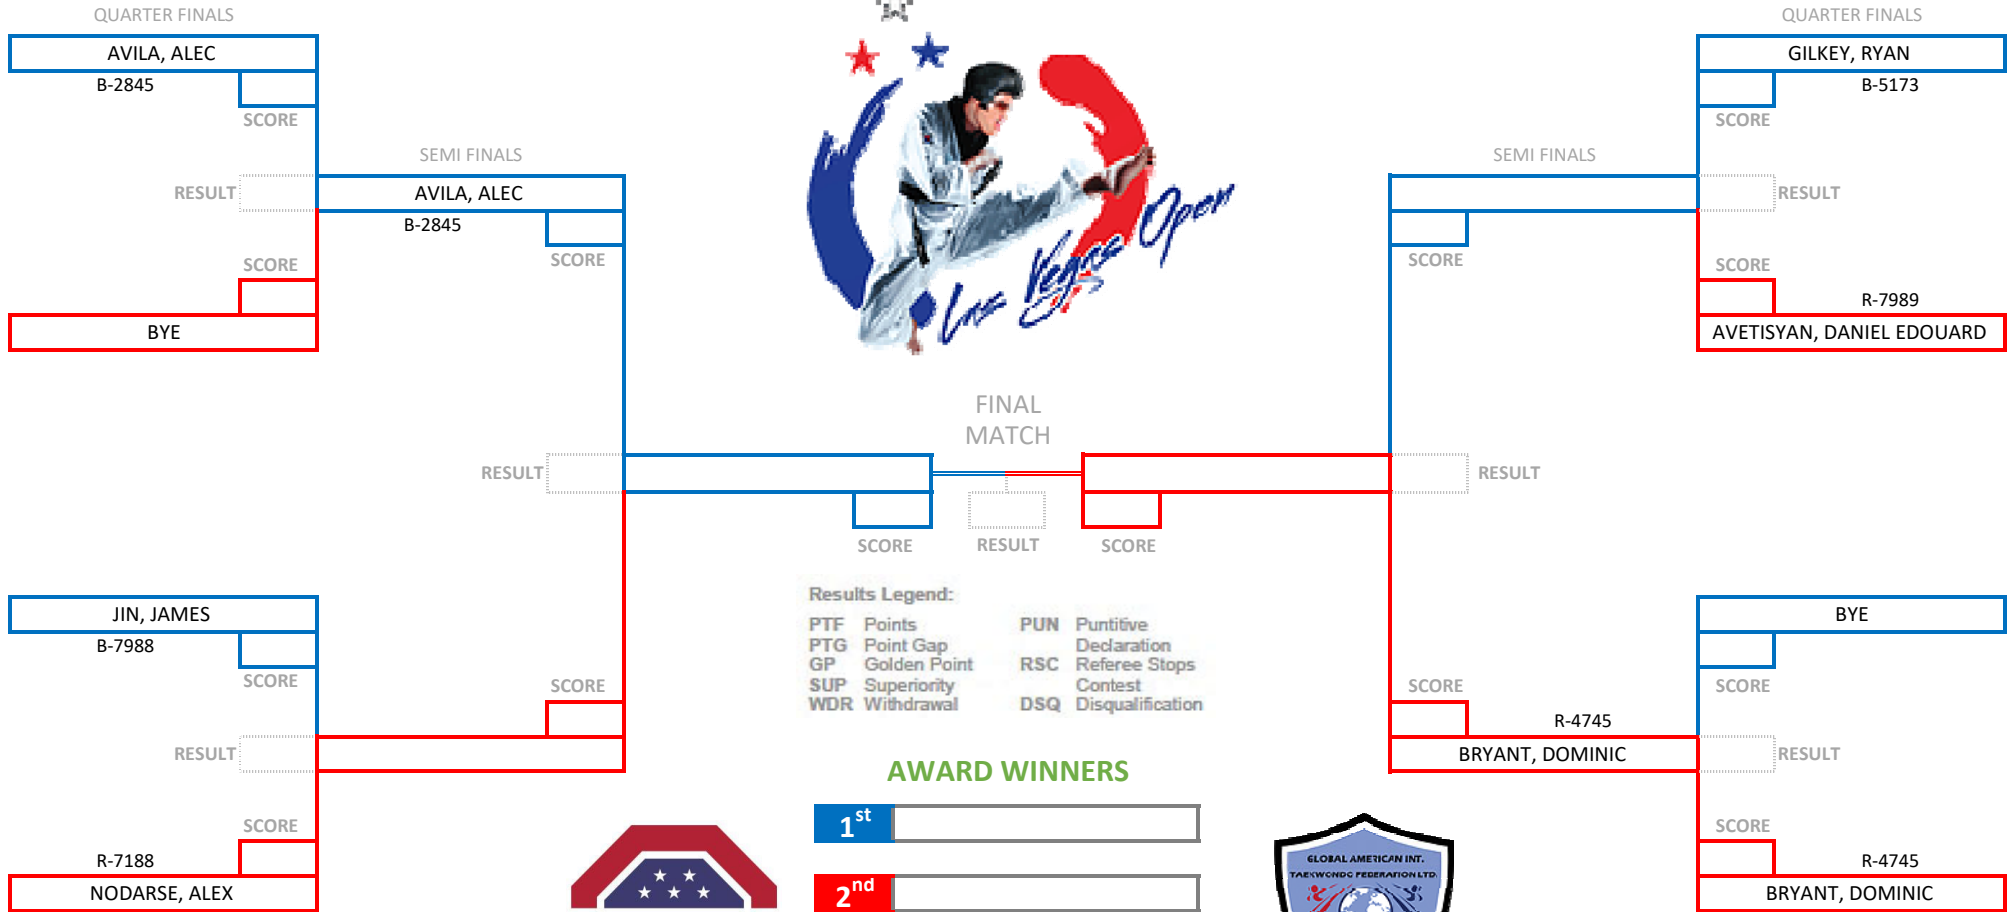 QUARTER FINALS
QUARTER FINALS
AVILA, ALEC
B-2845
SCORE
SEMI FINALS
RESULT
AVILA, ALEC
B-2845
SCORE
SCORE
BYE
Las Vegas Open
GILKEY, RYAN
B-5173
SCORE
SEMI FINALS
RESULT
SCORE
SCORE
R-7989
AVETISYAN, DANIEL EDOUARD
FINAL
MATCH
RESULT
RESULT
SCORE
RESULT
SCORE
JIN, JAMES
B-7988
SCORE
SCORE
RESULT
SCORE
R-7188
NODARSE, ALEX
Results Legend:
PTF Points
PTG Point Gap
GP Golden Point
SUP Superiority
WDR Withdrawal
PUN Puntitive
Declaration
RSC Referee Stops
Contest
DSQ Disqualification
BYE
SCORE
SCORE
R-4745
BRYANT, DOMINIC
RESULT
SCORE
R-4745
BRYANT, DOMINIC
AWARD WINNERS
1st
2nd
GLOBAL AMERICAN INT.
TAEKWONDO FEDERATION LTD.